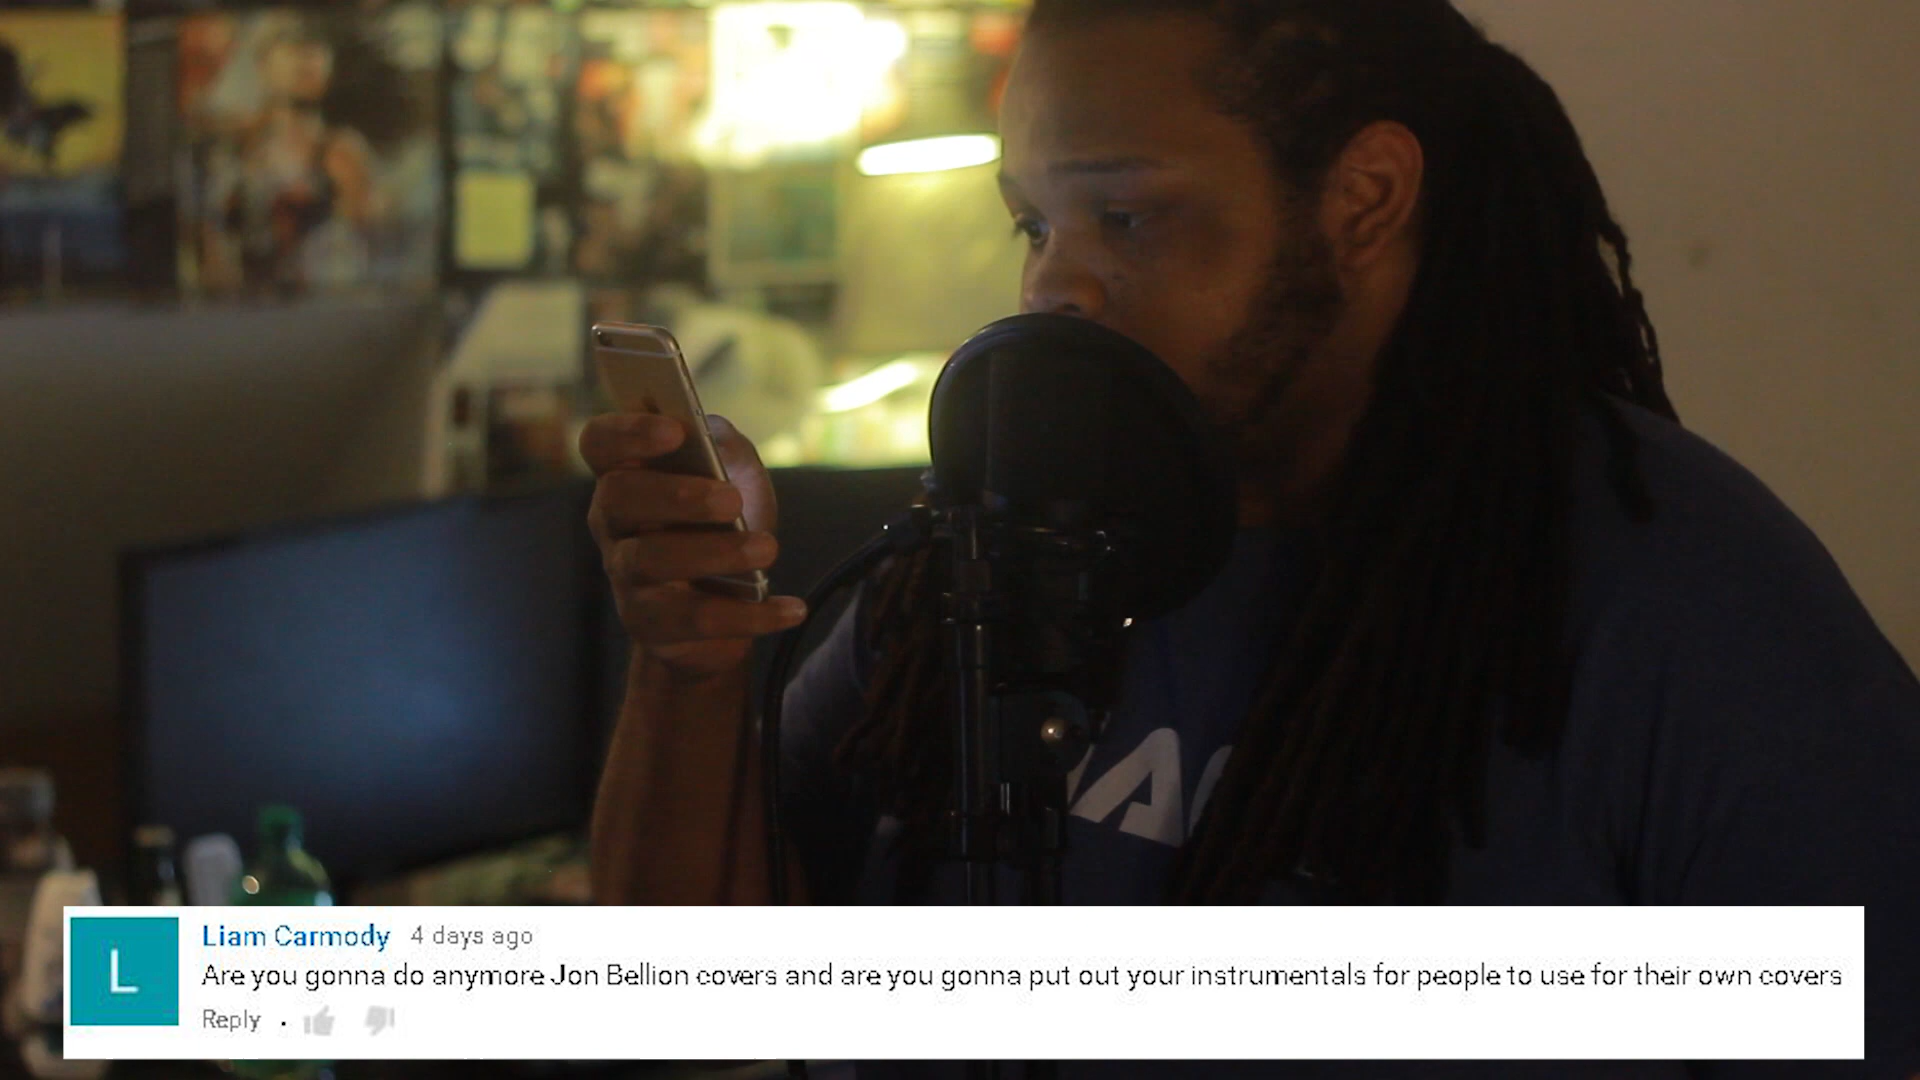 L
Liam Carmody 4 days ago
Are you gonna do anymore Jon Bellion covers and are you gonna put out your instrumentals for people to use for their own covers
Reply